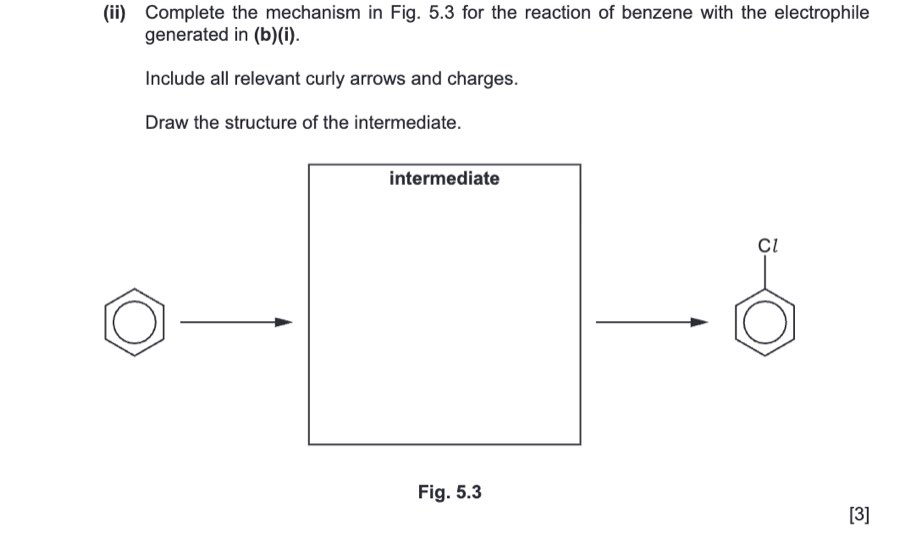 (ii) Complete the mechanism in Fig. 5.3 for the reaction of benzene with the electrophile
generated in (b)(i).
Include all relevant curly arrows and charges.
Draw the structure of the intermediate.
intermediate
Cl
Fig. 5.3
[3]